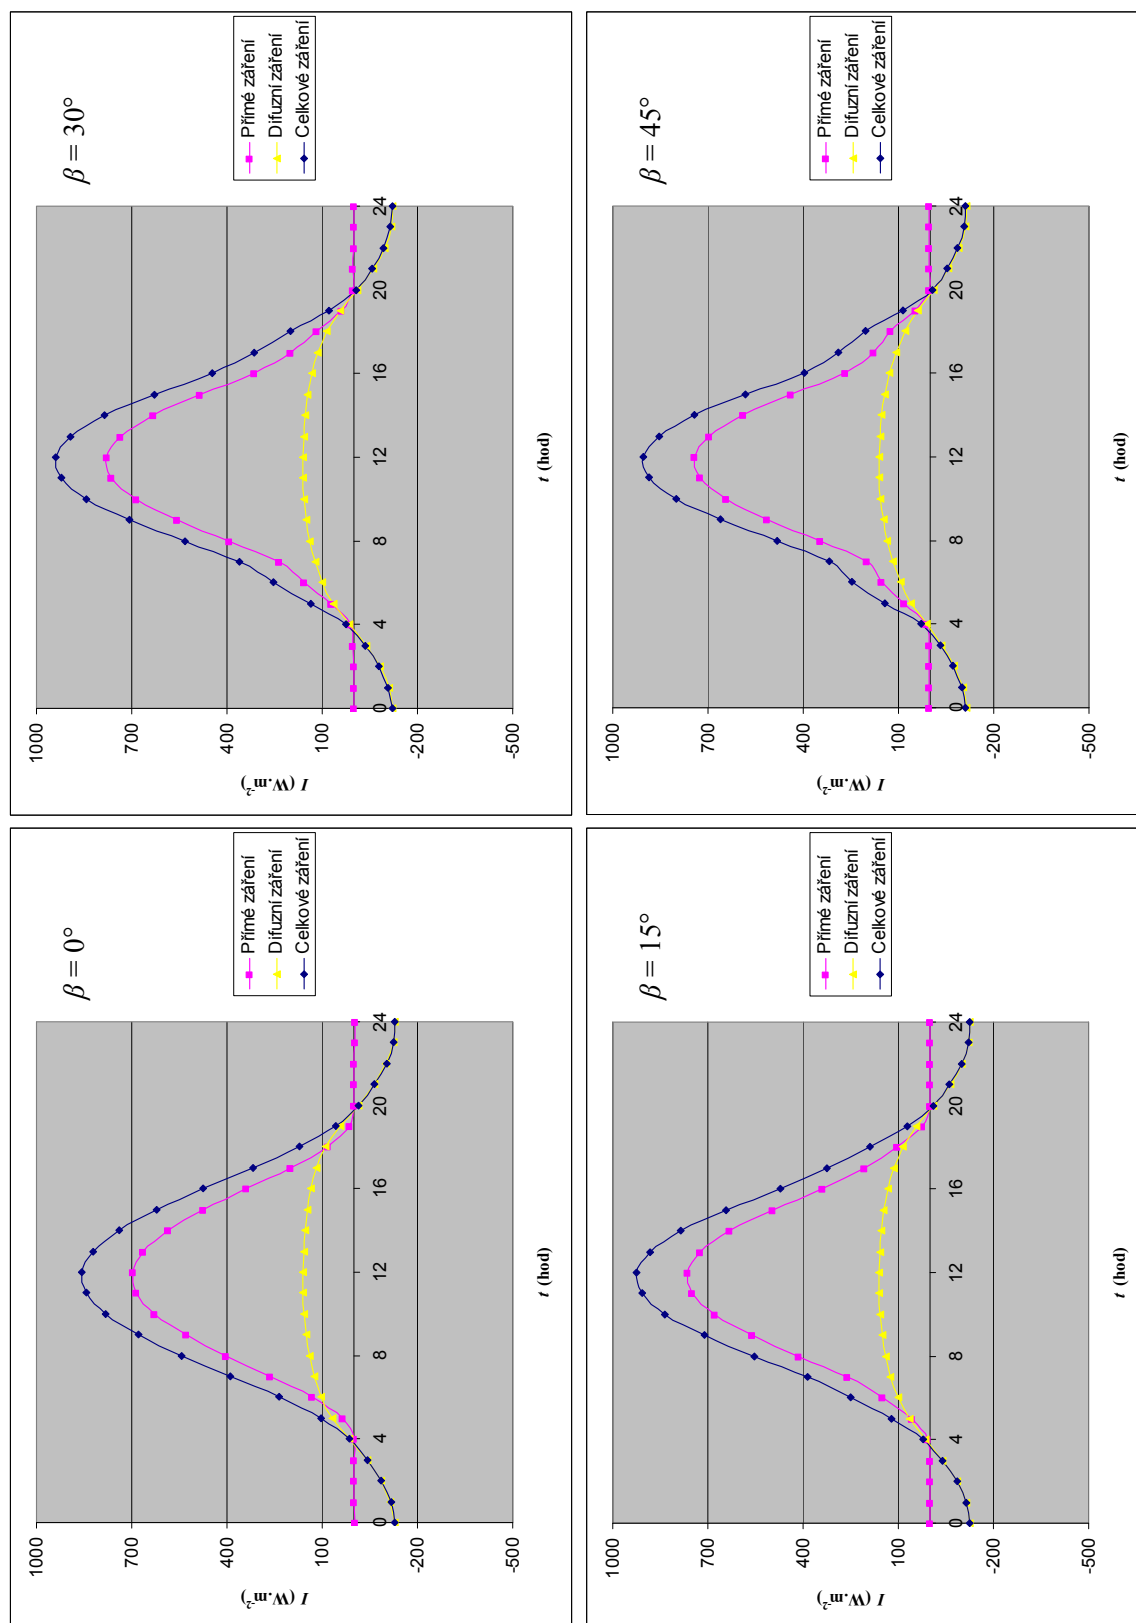 β = 0°
1000
700
400
100
-200
-500
I (W.m⁻²)
0 4 8 12 16 20 24
t (hod)
Přímé záření
Difuzní záření
Celkové záření
β = 30°
1000
700
400
100
-200
-500
I (W.m⁻²)
0 4 8 12 16 20 24
t (hod)
Přímé záření
Difuzní záření
Celkové záření
β = 15°
1000
700
400
100
-200
-500
I (W.m⁻²)
0 4 8 12 16 20 24
t (hod)
Přímé záření
Difuzní záření
Celkové záření
β = 45°
1000
700
400
100
-200
-500
I (W.m⁻²)
0 4 8 12 16 20 24
t (hod)
Přímé záření
Difuzní záření
Celkové záření